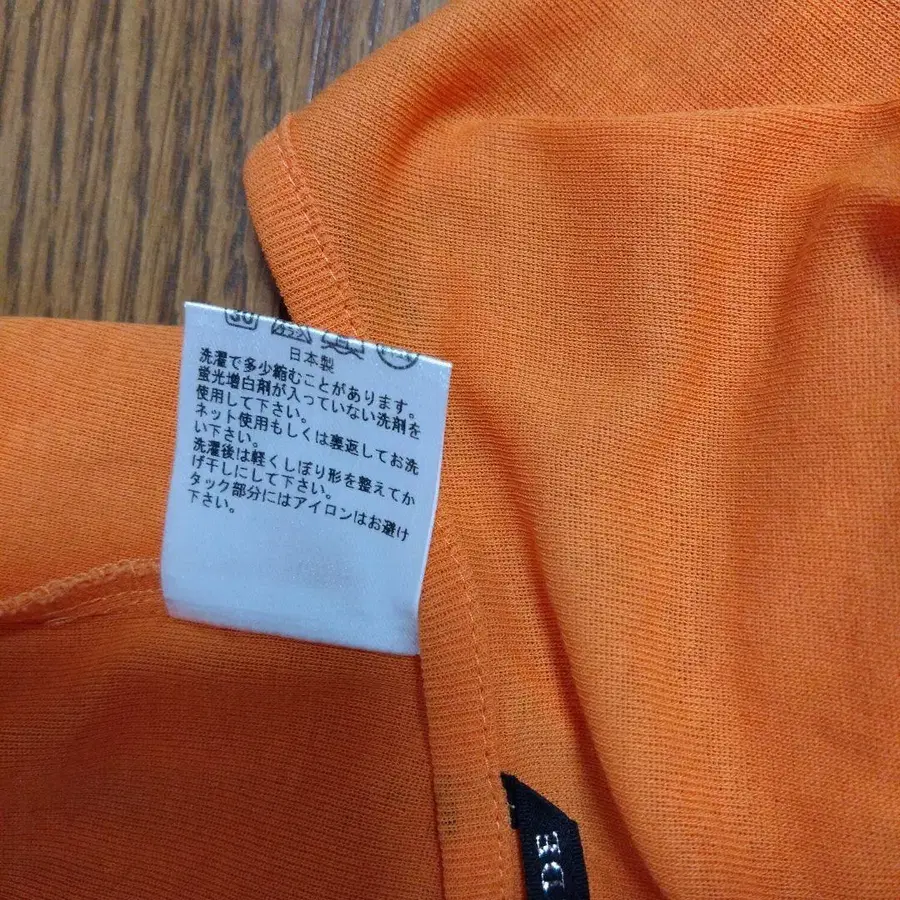 30
日本製
洗濯で多少縮むことがあります。
蛍光増白剤が入っていない洗剤を
使用して下さい。
ネット使用もしくは裏返してお洗
い下さい。
洗濯後は軽くしぼり形を整えてか
げ干しにして下さい。
タック部分にはアイロンはお避け
下さい。